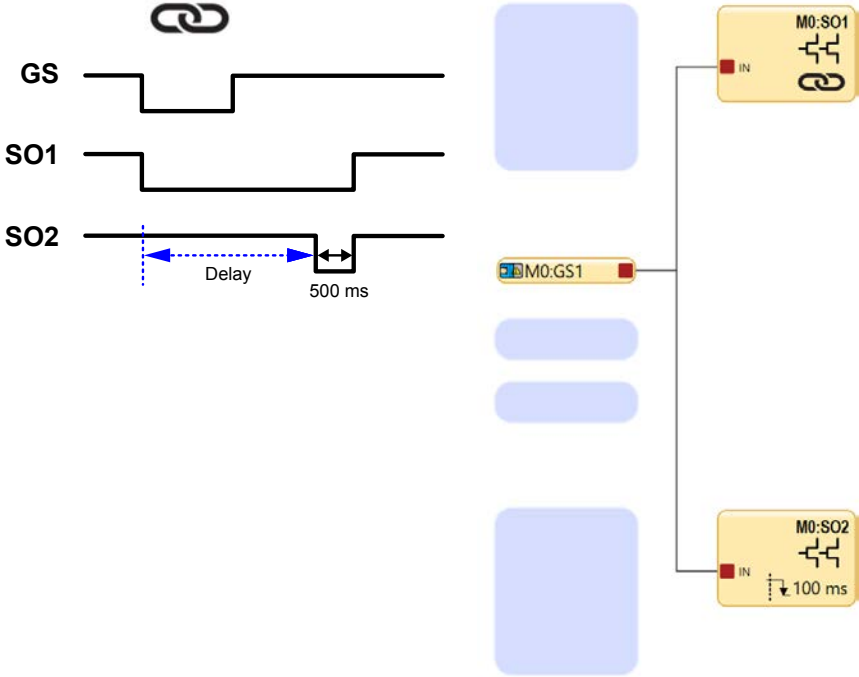 GS
SO1
SO2
Delay
500 ms
M0:SO1
IN
M0:GS1
M0:SO2
IN
100 ms